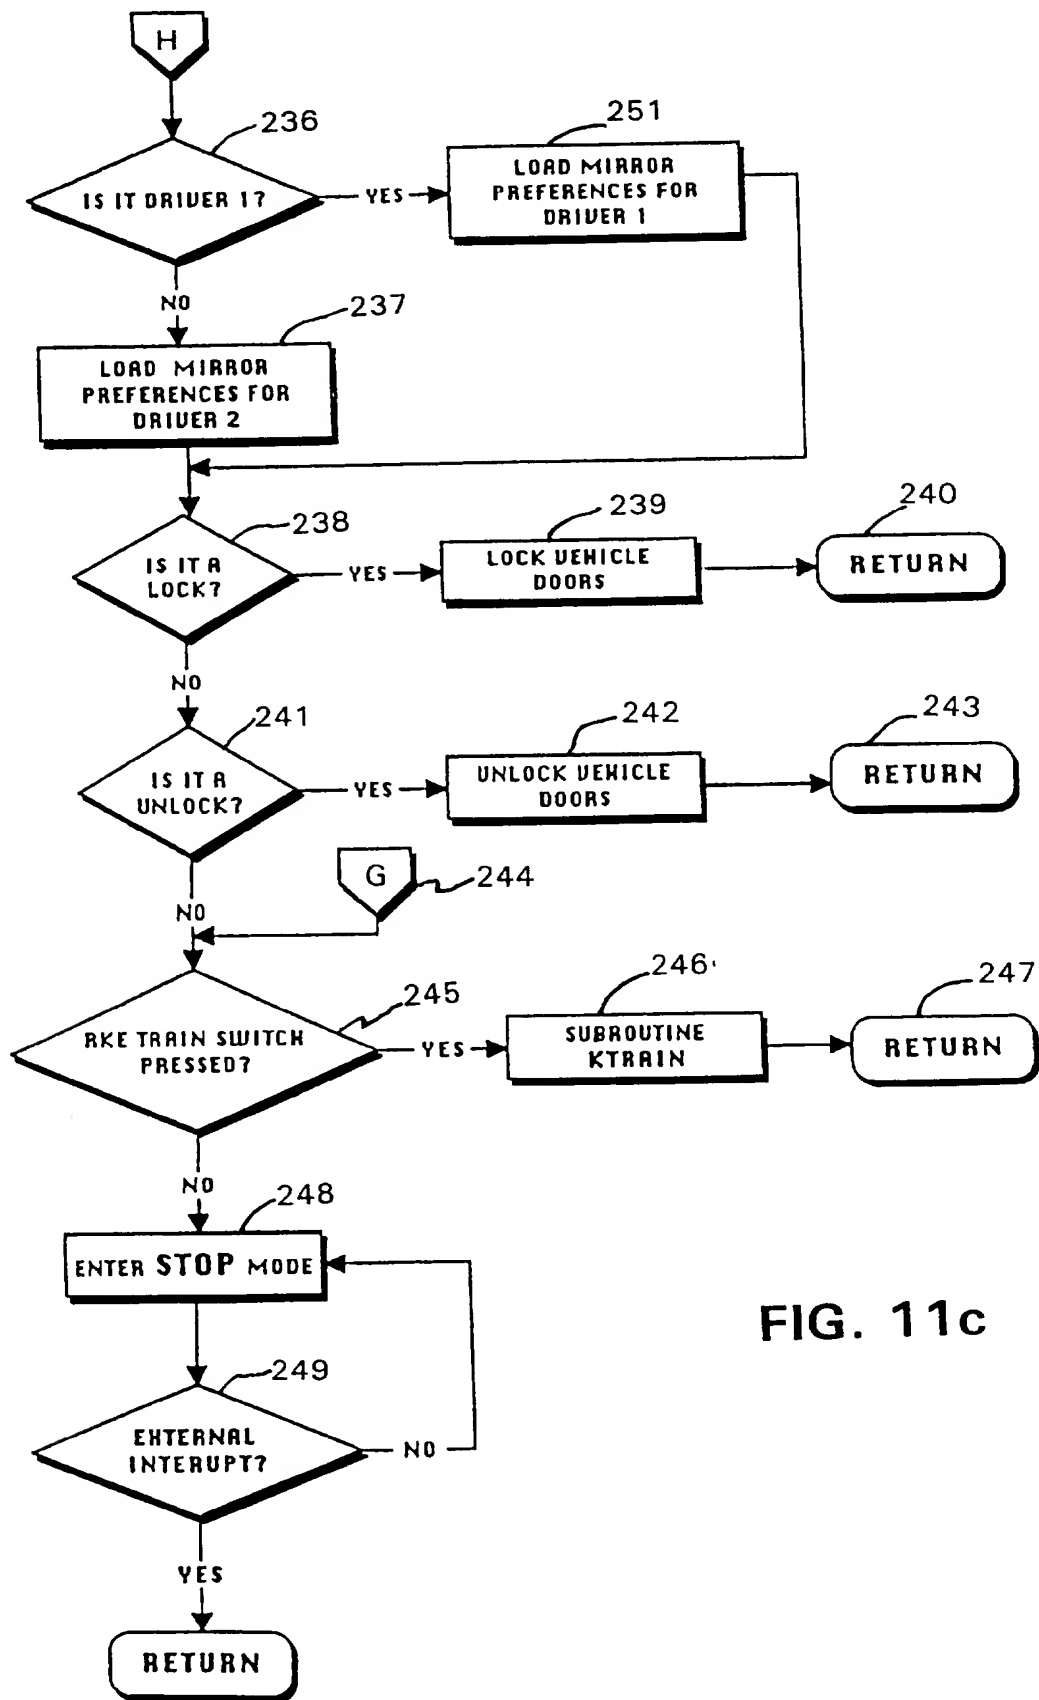 H
236
IS IT DRIVER 1?
YES
251
LOAD MIRROR
PREFERENCES FOR
DRIVER 1
NO
237
LOAD MIRROR
PREFERENCES FOR
DRIVER 2
238
IS IT A
LOCK?
YES
239
LOCK VEHICLE
DOORS
240
RETURN
NO
241
IS IT A
UNLOCK?
YES
242
UNLOCK VEHICLE
DOORS
243
RETURN
G
244
NO
245
RKE TRAIN SWITCH
PRESSED?
YES
246
SUBROUTINE
KTRAIN
247
RETURN
NO
248
ENTER STOP MODE
249
EXTERNAL
INTERUPT?
NO
YES
RETURN
FIG. 11c